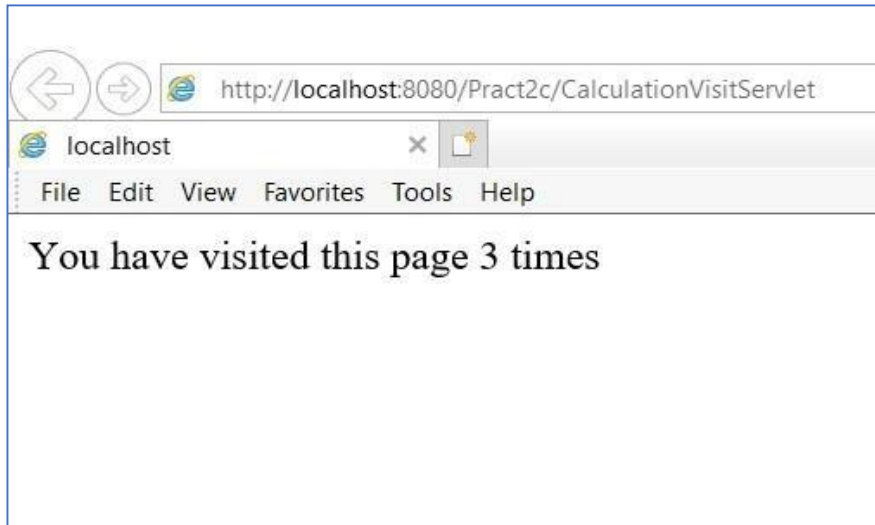 http://localhost:8080/Pract2c/CalculationVisitServlet
localhost
File Edit View Favorites Tools Help
You have visited this page 3 times